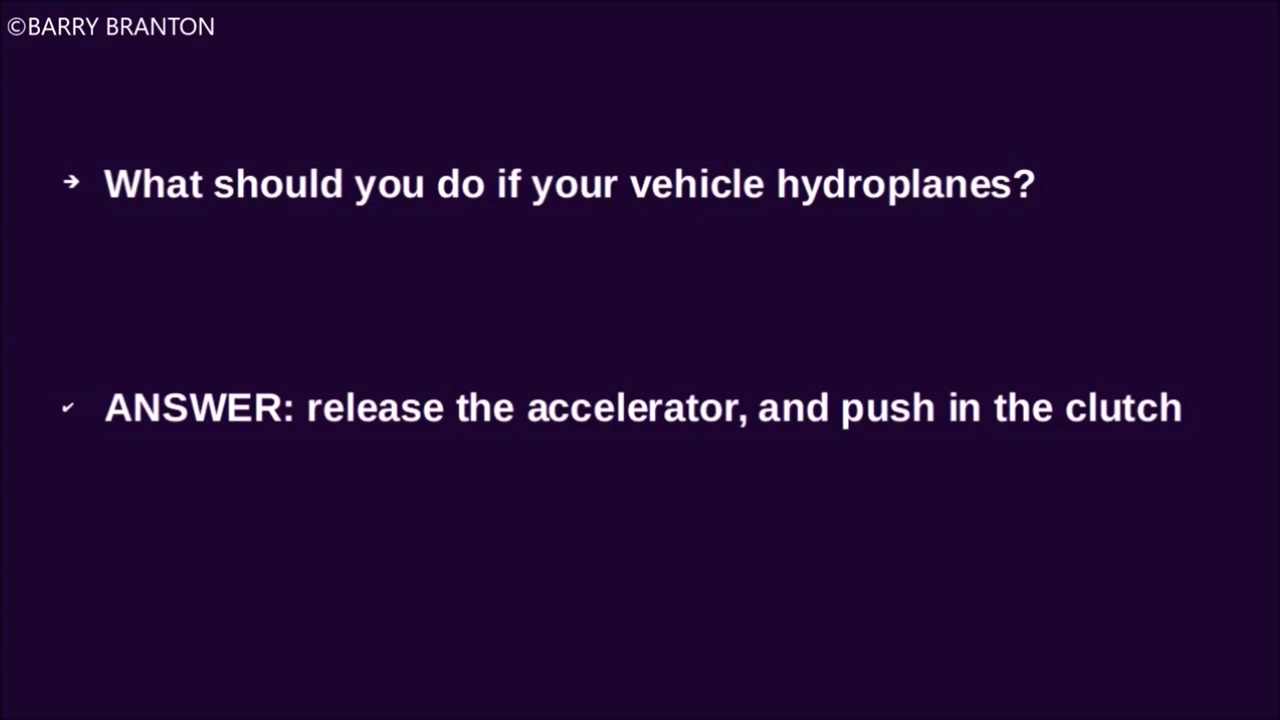 ©BARRY BRANTON
➔ What should you do if your vehicle hydroplanes?
✔ ANSWER: release the accelerator, and push in the clutch